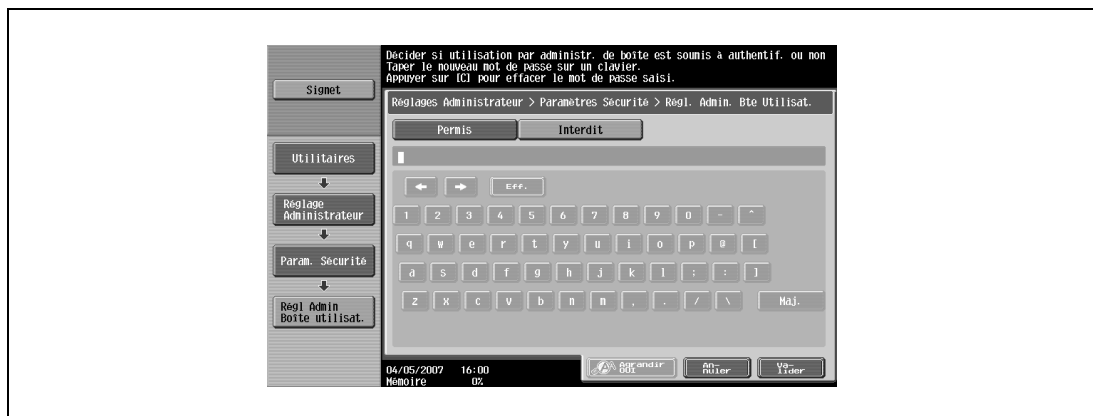 Décider si utilisation par administr. de boîte est soumis à authentif. ou non
Taper le nouveau mot de passe sur un clavier.
Appuyer sur [C] pour effacer le mot de passe saisi.
Signet
Réglages Administrateur > Paramètres Sécurité > Régl. Admin. Bte Utilisat.
Permis Interdit
Utilitaires
Eff.
Réglage
Administrateur
1 2 3 4 5 6 7 8 9 0 - ^
q w e r t y u i o p @ [
Param. Sécurité
a s d f g h j k l ; : ]
Régl Admin
Boîte utilisat.
z x c v b n m , . / \ Maj.
Agrandir
OOI
An-
nuler
Va-
lider
04/05/2007 16:00
Mémoire 0%